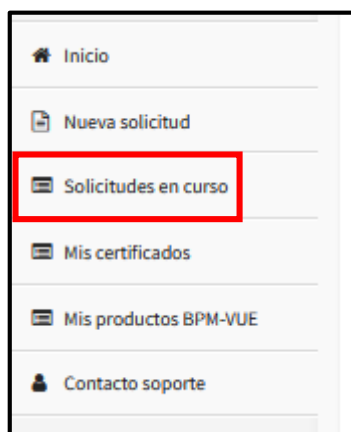 Inicio
Nueva solicitud
Solicitudes en curso
Mis certificados
Mis productos BPM-VUE
Contacto soporte